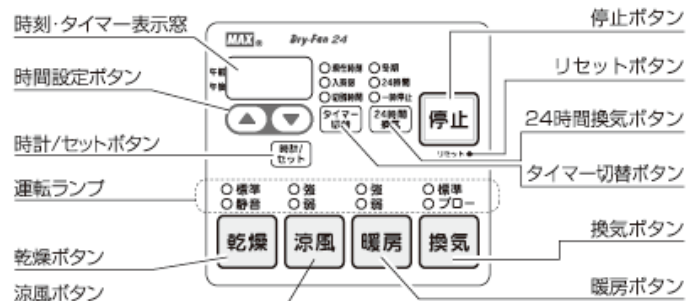 時刻・タイマー表示窓
停止ボタン
MAX® Dry-Fan 24
リセットボタン
午前
午後
現在時刻 冬期
入浴前 24時間
切換時間 一時停止
時間設定ボタン
タイマー
切替
24時間
換気
停止
24時間換気ボタン
リセット
時計/
セット
時計/セットボタン
タイマー切替ボタン
運転ランプ
標準 強 強 標準
静音 弱 弱 ブロー
乾燥 涼風 暖房 換気
換気ボタン
乾燥ボタン
涼風ボタン
暖房ボタン